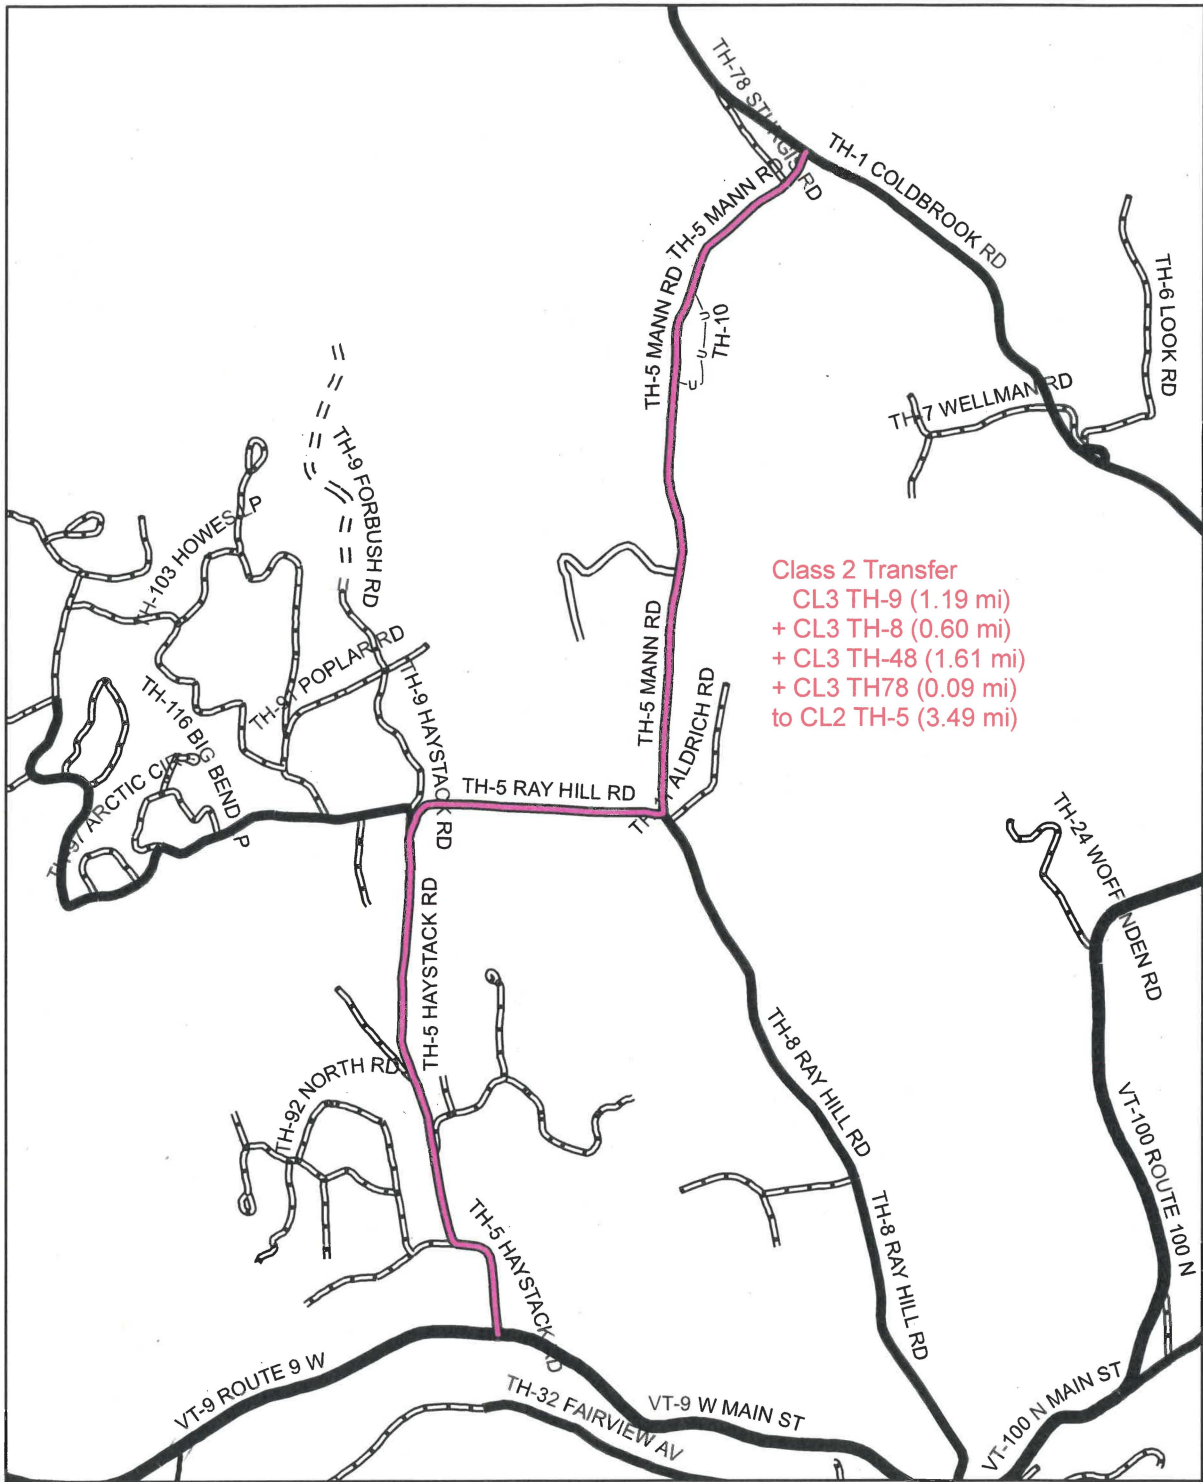 TH-78 STURGIS RD
TH-1 COLDBROOK RD
TH-5 MANN RD
TH-6 LOOK RD
TH-5 MANN RD
TH-10
TH-7 WELLMAN RD
TH-9 FORBUSH RD
TH-103 HOWES LP
Class 2 Transfer
CL3 TH-9 (1.19 mi)
+ CL3 TH-8 (0.60 mi)
+ CL3 TH-48 (1.61 mi)
+ CL3 TH78 (0.09 mi)
to CL2 TH-5 (3.49 mi)
TH-5 MANN RD
POPLAR RD
TH-9 HAYSTACK RD
TH-116 BIG BEND LP
ALDRICH RD
TH-97 ARCTIC CIR
TH-5 RAY HILL RD
TH-24 WOFFENDEN RD
TH-5 HAYSTACK RD
TH-8 RAY HILL RD
TH-92 NORTH RD
VT-100 ROUTE 100 N
TH-5 HAYSTACK RD
TH-8 RAY HILL RD
VT-9 ROUTE 9 W
TH-32 FAIRVIEW AV
VT-9 W MAIN ST
VT-100 N MAIN ST